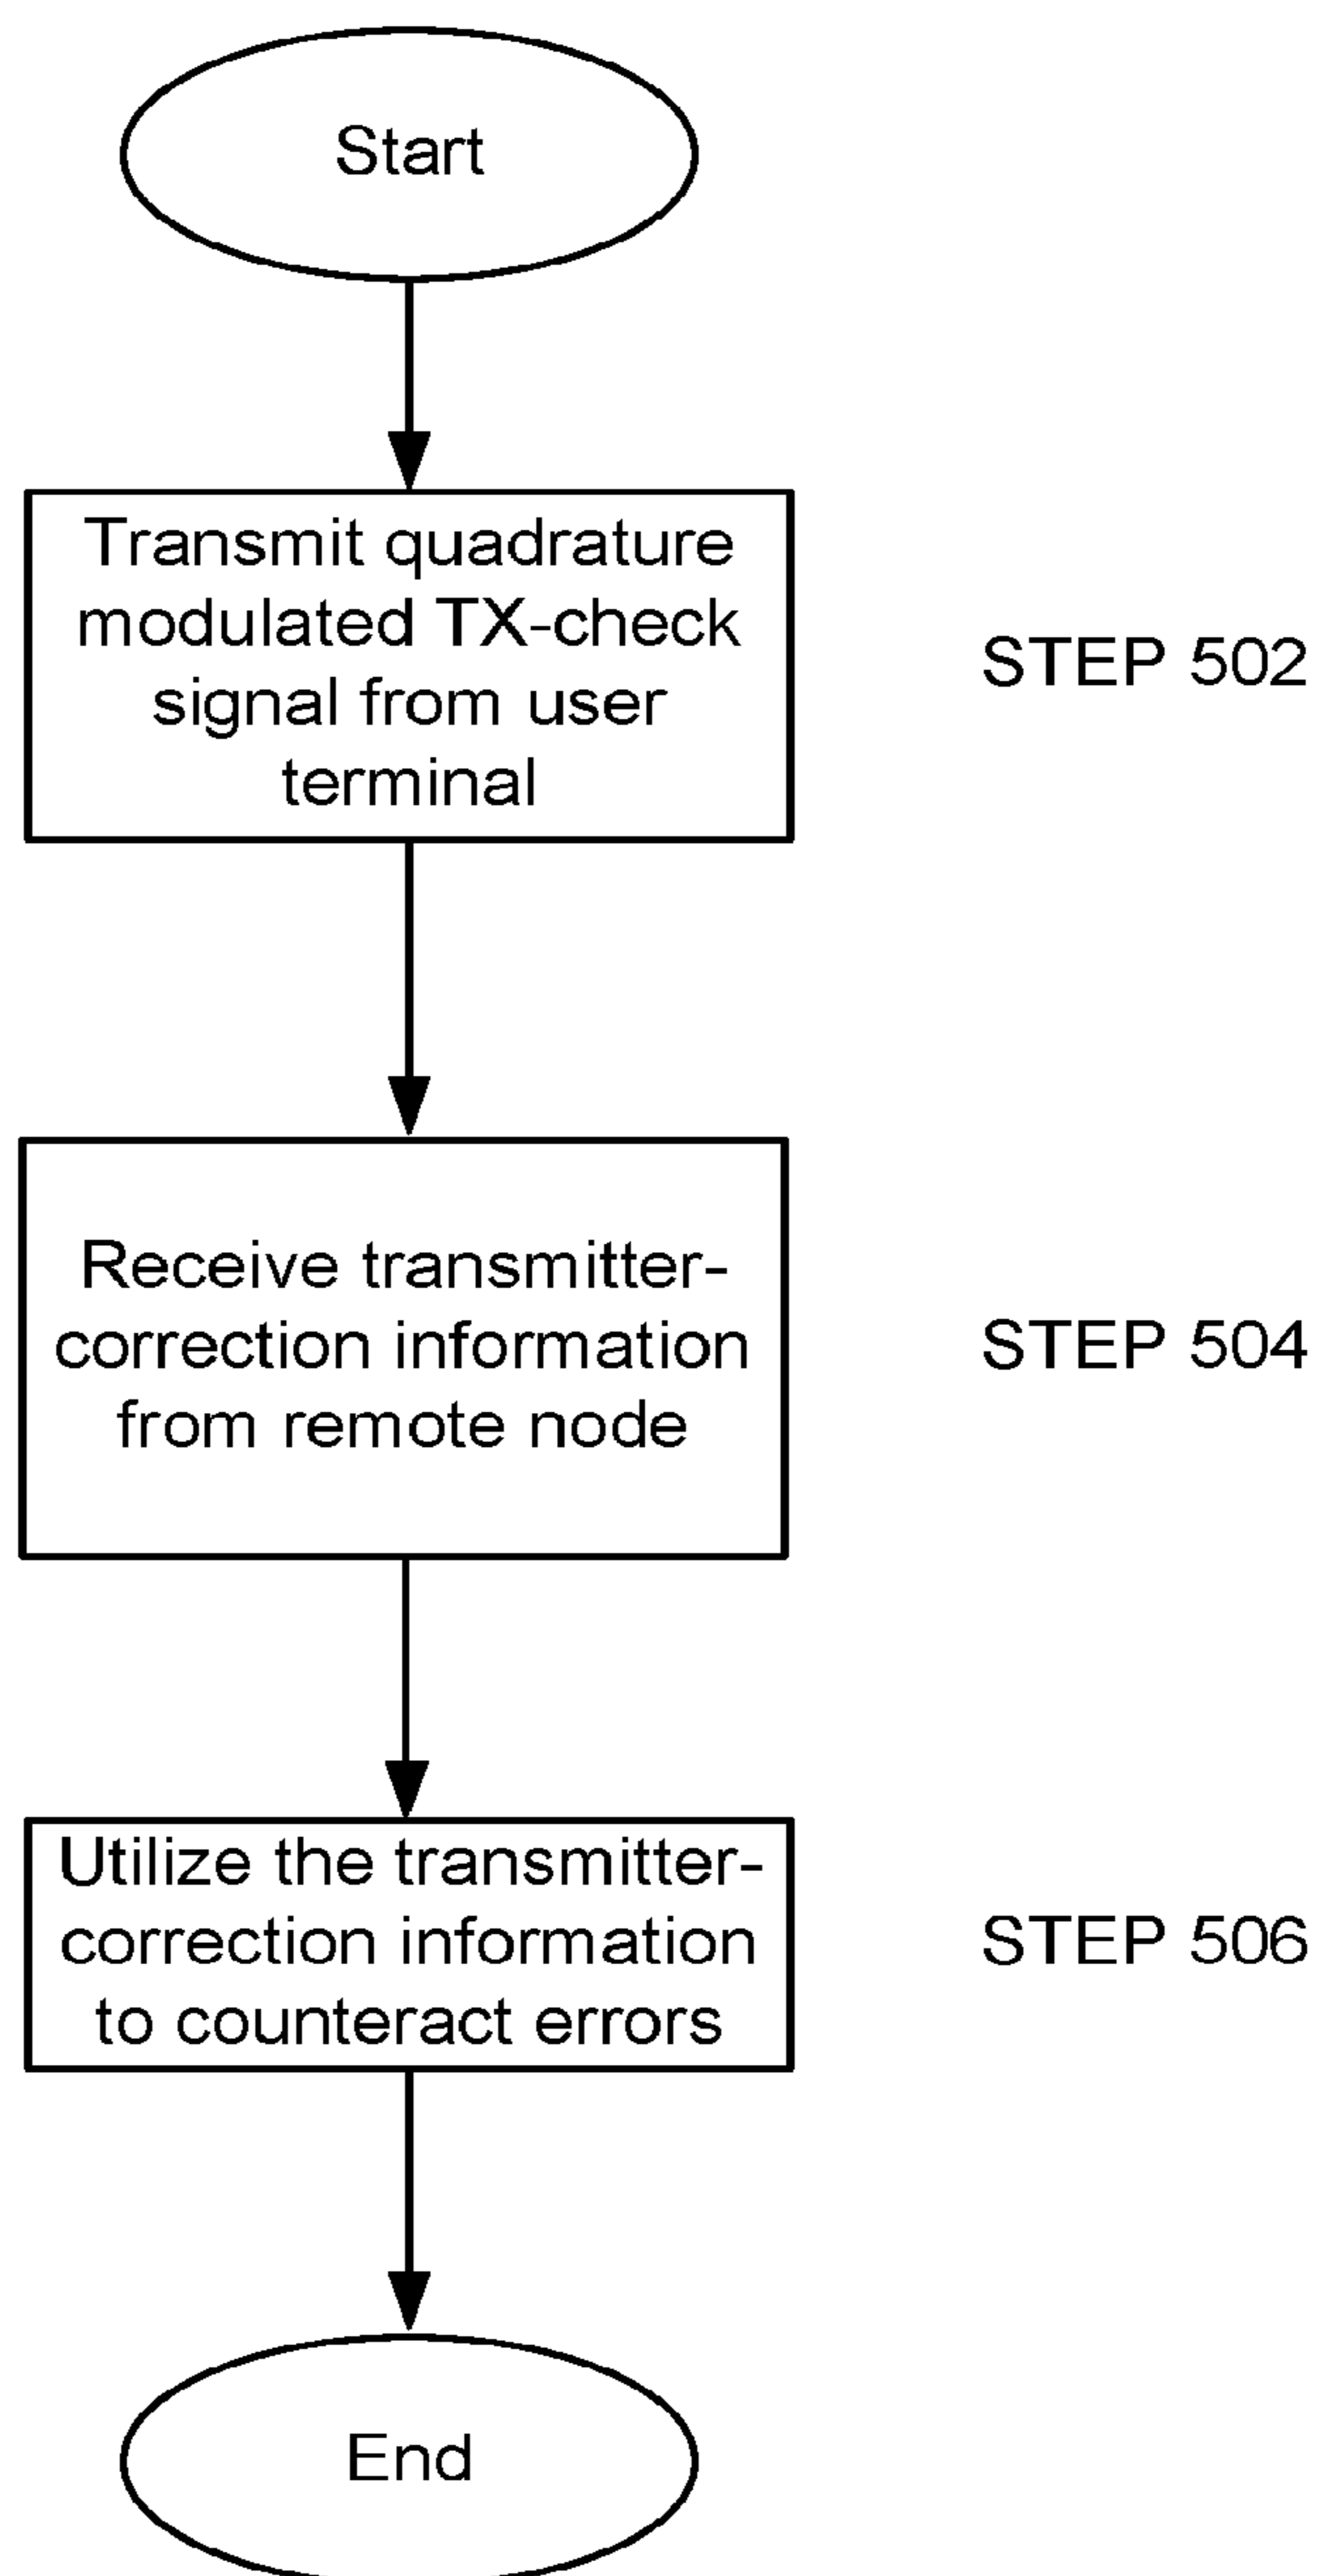 Start
Transmit quadrature
modulated TX-check
signal from user
terminal
STEP 502
Receive transmitter-
correction information
from remote node
STEP 504
Utilize the transmitter-
correction information
to counteract errors
STEP 506
End